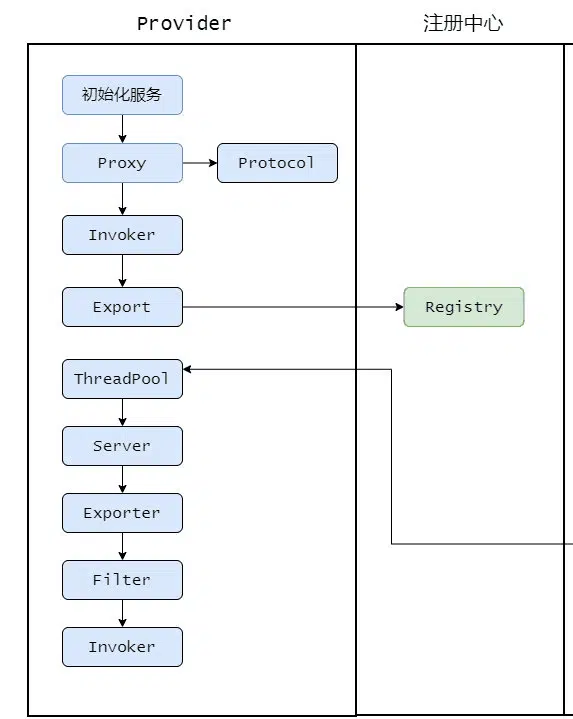 Provider
注册中心
初始化服务
Proxy
Protocol
Invoker
Export
Registry
ThreadPool
Server
Exporter
Filter
Invoker